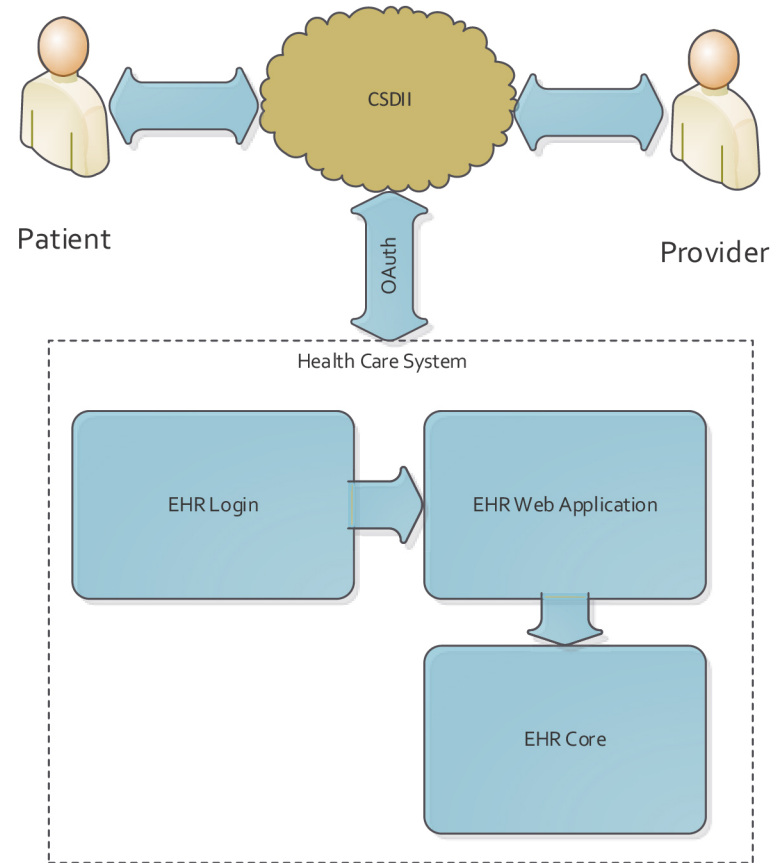 CSDII
Patient
Provider
OAuth
Health Care System
EHR Login
EHR Web Application
EHR Core